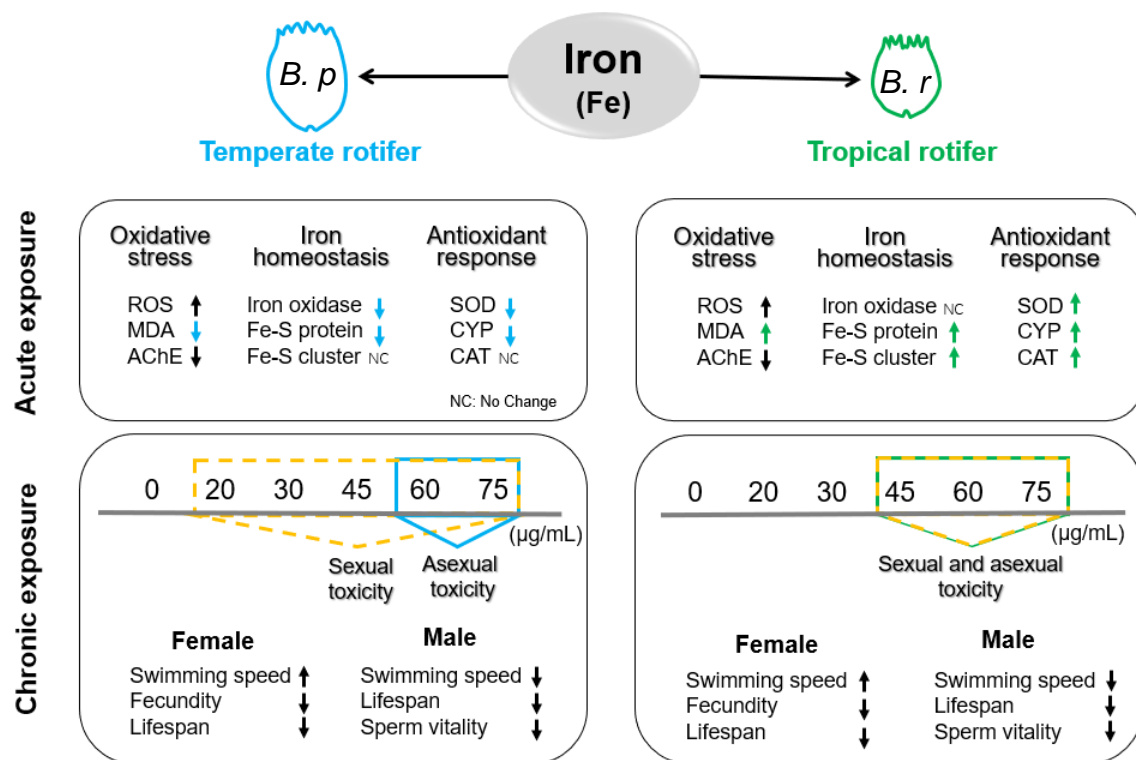 Iron
(Fe)
B. p
B. r
Temperate rotifer
Tropical rotifer
Acute exposure
Oxidative
stress
Iron
homeostasis
Antioxidant
response
ROS
Iron oxidase
SOD
MDA
Fe-S protein
CYP
AChE
Fe-S cluster NC
CAT NC
NC: No Change
Oxidative
stress
Iron
homeostasis
Antioxidant
response
ROS
Iron oxidase NC
SOD
MDA
Fe-S protein
CYP
AChE
Fe-S cluster
CAT
Chronic exposure
0 20 30 45 60 75
(µg/mL)
Sexual
toxicity
Asexual
toxicity
Female
Swimming speed
Fecundity
Lifespan
Male
Swimming speed
Lifespan
Sperm vitality
0 20 30 45 60 75
(µg/mL)
Sexual and asexual
toxicity
Female
Swimming speed
Fecundity
Lifespan
Male
Swimming speed
Lifespan
Sperm vitality